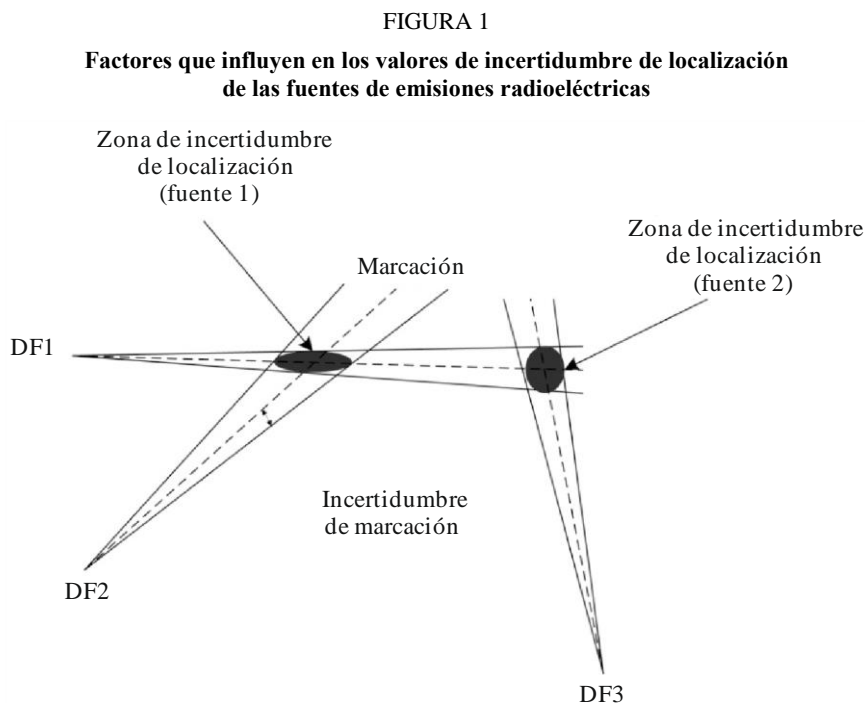 FIGURA 1
Factores que influyen en los valores de incertidumbre de localización
de las fuentes de emisiones radioeléctricas
Zona de incertidumbre
de localización
(fuente 1)
Zona de incertidumbre
de localización
(fuente 2)
Marcación
DF1
Incertidumbre
de marcación
DF2
DF3